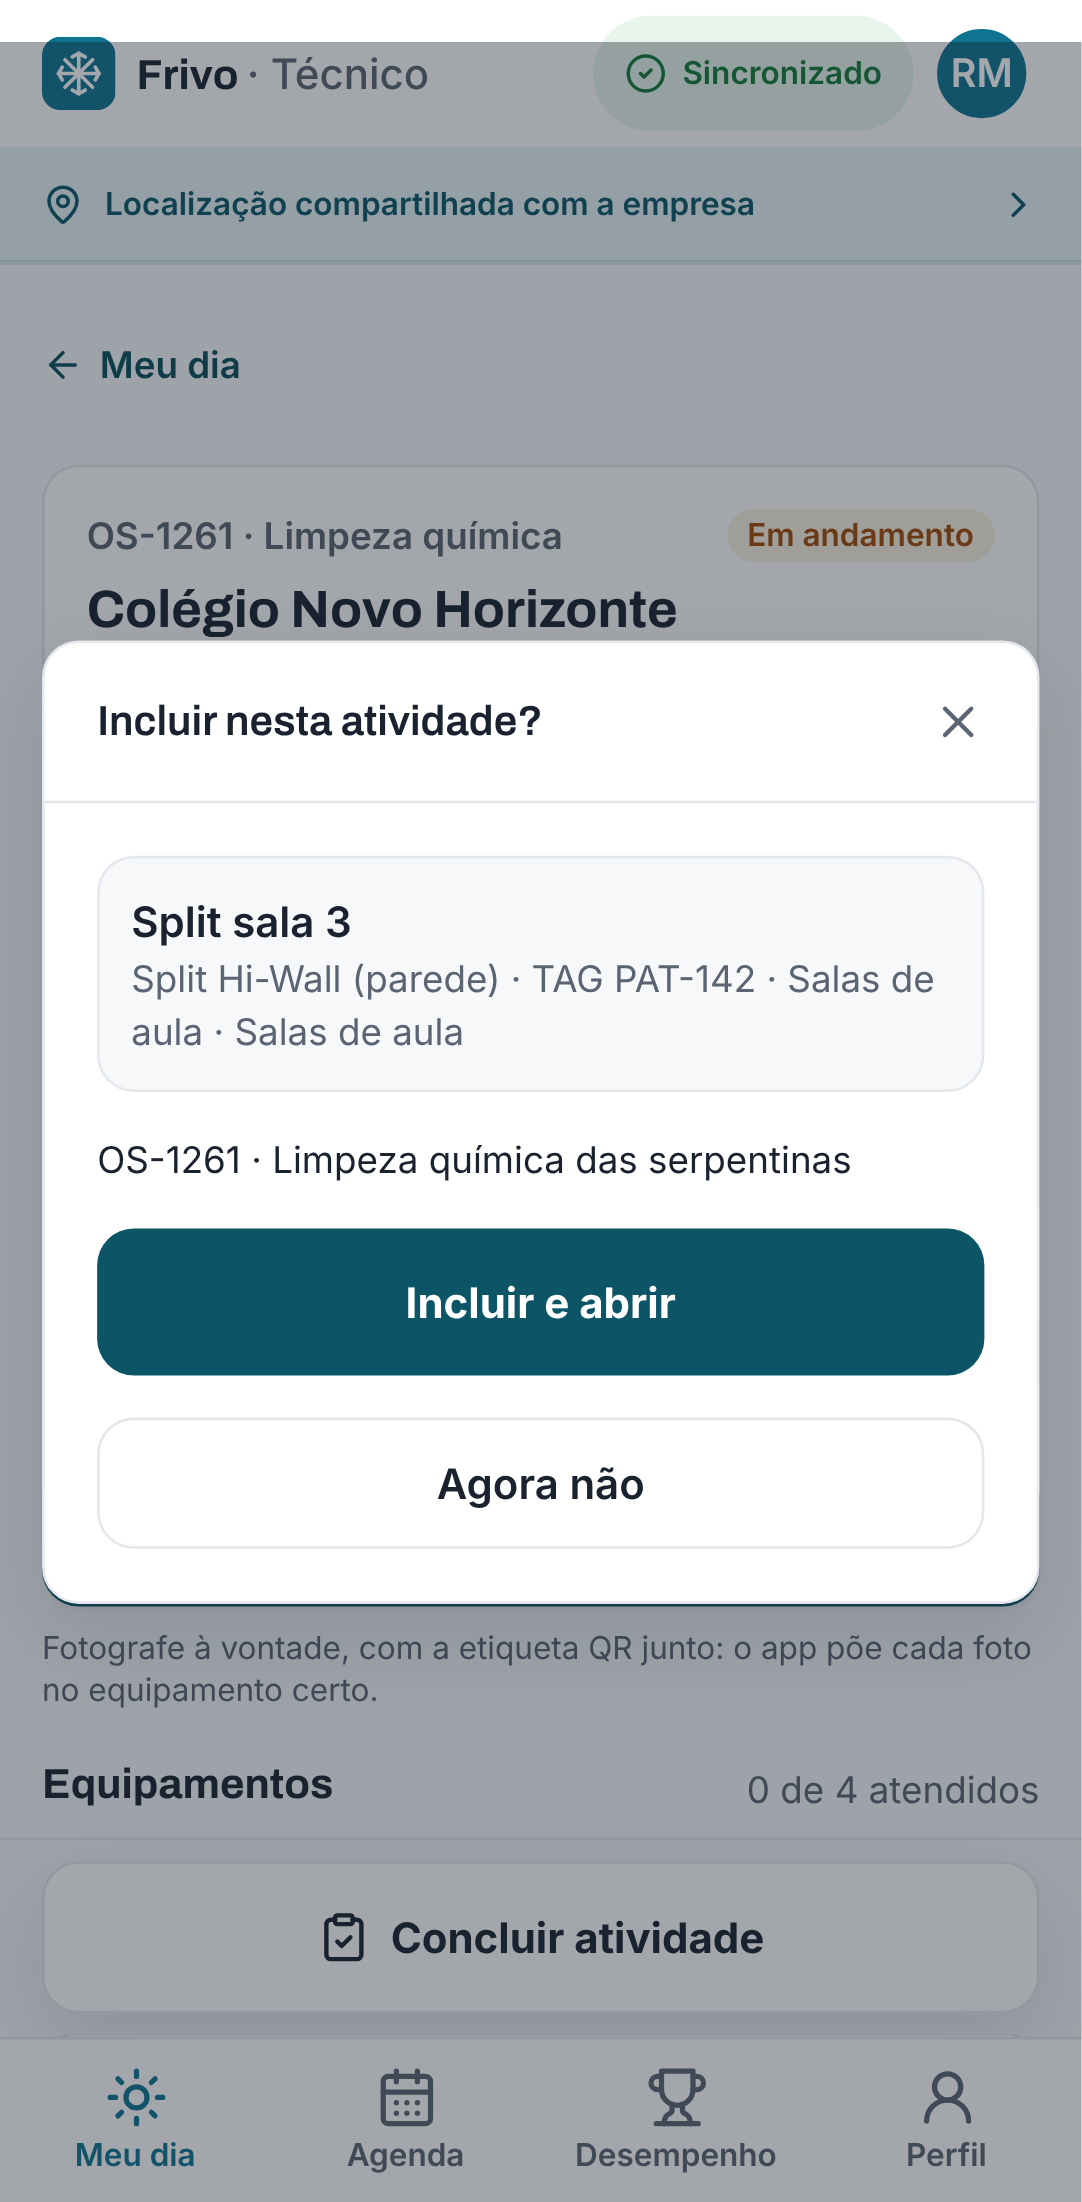 Frivo · Técnico
Sincronizado
RM
Localização compartilhada com a empresa
Meu dia
OS-1261 · Limpeza química
Em andamento
Colégio Novo Horizonte
Incluir nesta atividade?
Split sala 3
Split Hi-Wall (parede) · TAG PAT-142 · Salas de
aula · Salas de aula
OS-1261 · Limpeza química das serpentinas
Incluir e abrir
Agora não
Fotografe à vontade, com a etiqueta QR junto: o app põe cada foto
no equipamento certo.
Equipamentos
0 de 4 atendidos
Concluir atividade
Meu dia
Agenda
Desempenho
Perfil